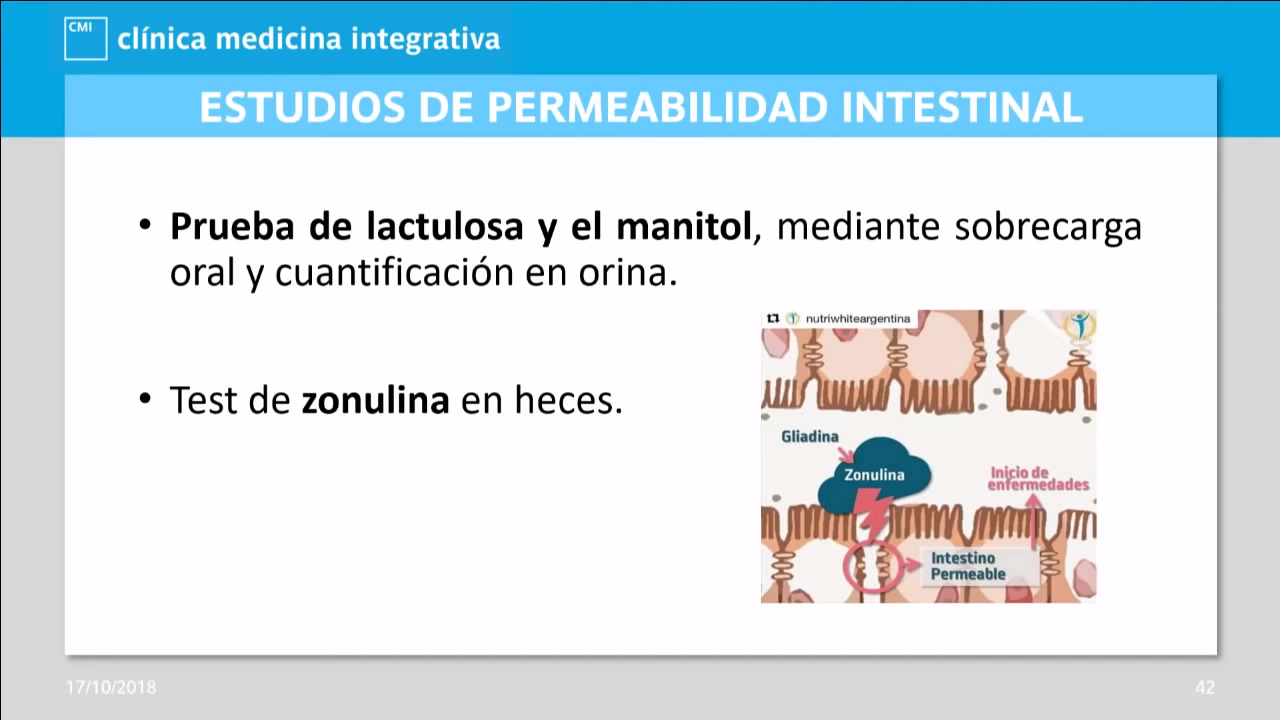 CMI
clínica medicina integrativa
ESTUDIOS DE PERMEABILIDAD INTESTINAL
• Prueba de lactulosa y el manitol, mediante sobrecarga
oral y cuantificación en orina.
• Test de zonulina en heces.
nutriwhiteargentina
Gliadina
Zonulina
Inicio de
enfermedades
Intestino
Permeable
17/10/2018
42